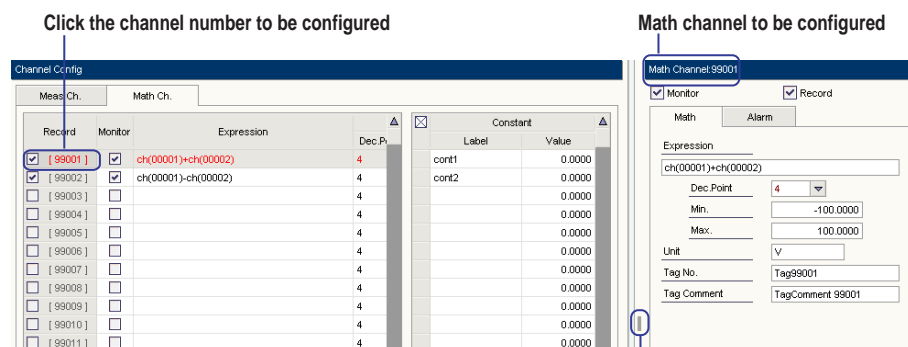 Click the channel number to be configured
Math channel to be configured
Channel Config
Meas Ch.
Math Ch.
Record
Monitor
Expression
Dec.P
[ 99001 ] ch(00001)+ch(00002) 4
[ 99002 ] ch(00001)-ch(00002) 4
[ 99003 ] 4
[ 99004 ] 4
[ 99005 ] 4
[ 99006 ] 4
[ 99007 ] 4
[ 99008 ] 4
[ 99009 ] 4
[ 99010 ] 4
[ 99011 ] 4
Constant
Label Value
cont1 0.0000
cont2 0.0000
0.0000
0.0000
0.0000
0.0000
0.0000
0.0000
0.0000
0.0000
0.0000
Math Channel:99001
Monitor Record
Math Alarm
Expression
ch(00001)+ch(00002)
Dec.Point 4
Min. -100.0000
Max. 100.0000
Unit V
Tag No. Tag99001
Tag Comment TagComment 99001